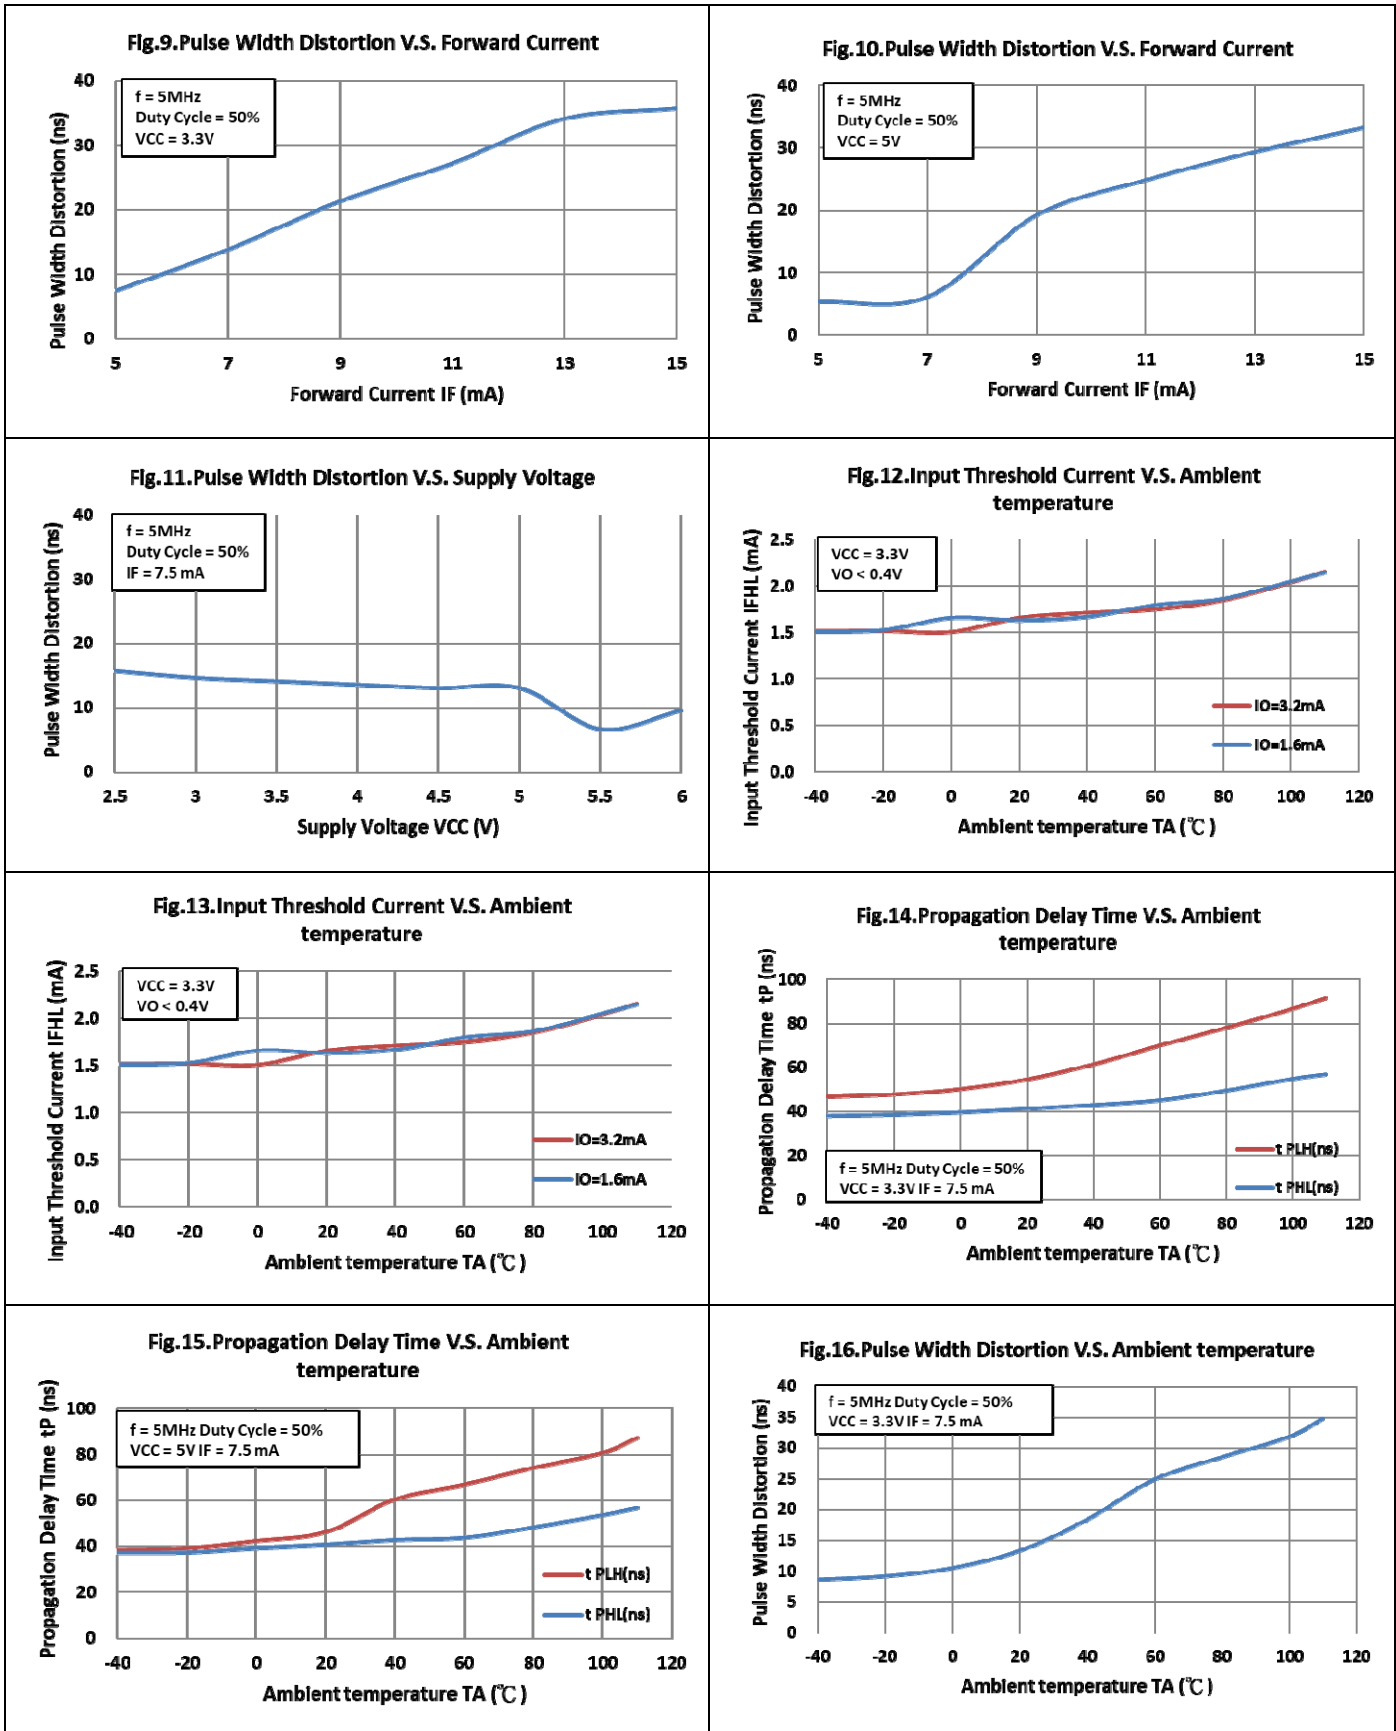 Fig.9.Pulse Width Distortion V.S. Forward Current
f = 5MHz
Duty Cycle = 50%
VCC = 3.3V
Pulse Width Distortion (ns)
40
30
20
10
0
5 7 9 11 13 15
Forward Current IF (mA)
Fig.10.Pulse Width Distortion V.S. Forward Current
f = 5MHz
Duty Cycle = 50%
VCC = 5V
Pulse Width Distortion (ns)
40
30
20
10
0
5 7 9 11 13 15
Forward Current IF (mA)
Fig.11.Pulse Width Distortion V.S. Supply Voltage
f = 5MHz
Duty Cycle = 50%
IF = 7.5 mA
Pulse Width Distortion (ns)
40
30
20
10
0
2.5 3 3.5 4 4.5 5 5.5 6
Supply Voltage VCC (V)
Fig.12.Input Threshold Current V.S. Ambient
temperature
VCC = 3.3V
VO < 0.4V
Input Threshold Current IFHL (mA)
2.5
2.0
1.5
1.0
0.5
0.0
IO=3.2mA
IO=1.6mA
-40 -20 0 20 40 60 80 100 120
Ambient temperature TA (℃)
Fig.13.Input Threshold Current V.S. Ambient
temperature
VCC = 3.3V
VO < 0.4V
Input Threshold Current IFHL (mA)
2.5
2.0
1.5
1.0
0.5
0.0
IO=3.2mA
IO=1.6mA
-40 -20 0 20 40 60 80 100 120
Ambient temperature TA (℃)
Fig.14.Propagation Delay Time V.S. Ambient
temperature
Propagation Delay Time tP (ns)
100
80
60
40
20
0
f = 5MHz Duty Cycle = 50%
VCC = 3.3V IF = 7.5 mA
t PLH(ns)
t PHL(ns)
-40 -20 0 20 40 60 80 100 120
Ambient temperature TA (℃)
Fig.15.Propagation Delay Time V.S. Ambient
temperature
f = 5MHz Duty Cycle = 50%
VCC = 5V IF = 7.5 mA
Propagation Delay Time tP (ns)
100
80
60
40
20
0
t PLH(ns)
t PHL(ns)
-40 -20 0 20 40 60 80 100 120
Ambient temperature TA (℃)
Fig.16.Pulse Width Distortion V.S. Ambient temperature
f = 5MHz Duty Cycle = 50%
VCC = 3.3V IF = 7.5 mA
Pulse Width Distortion (ns)
40
35
30
25
20
15
10
5
0
-40 -20 0 20 40 60 80 100 120
Ambient temperature TA (℃)